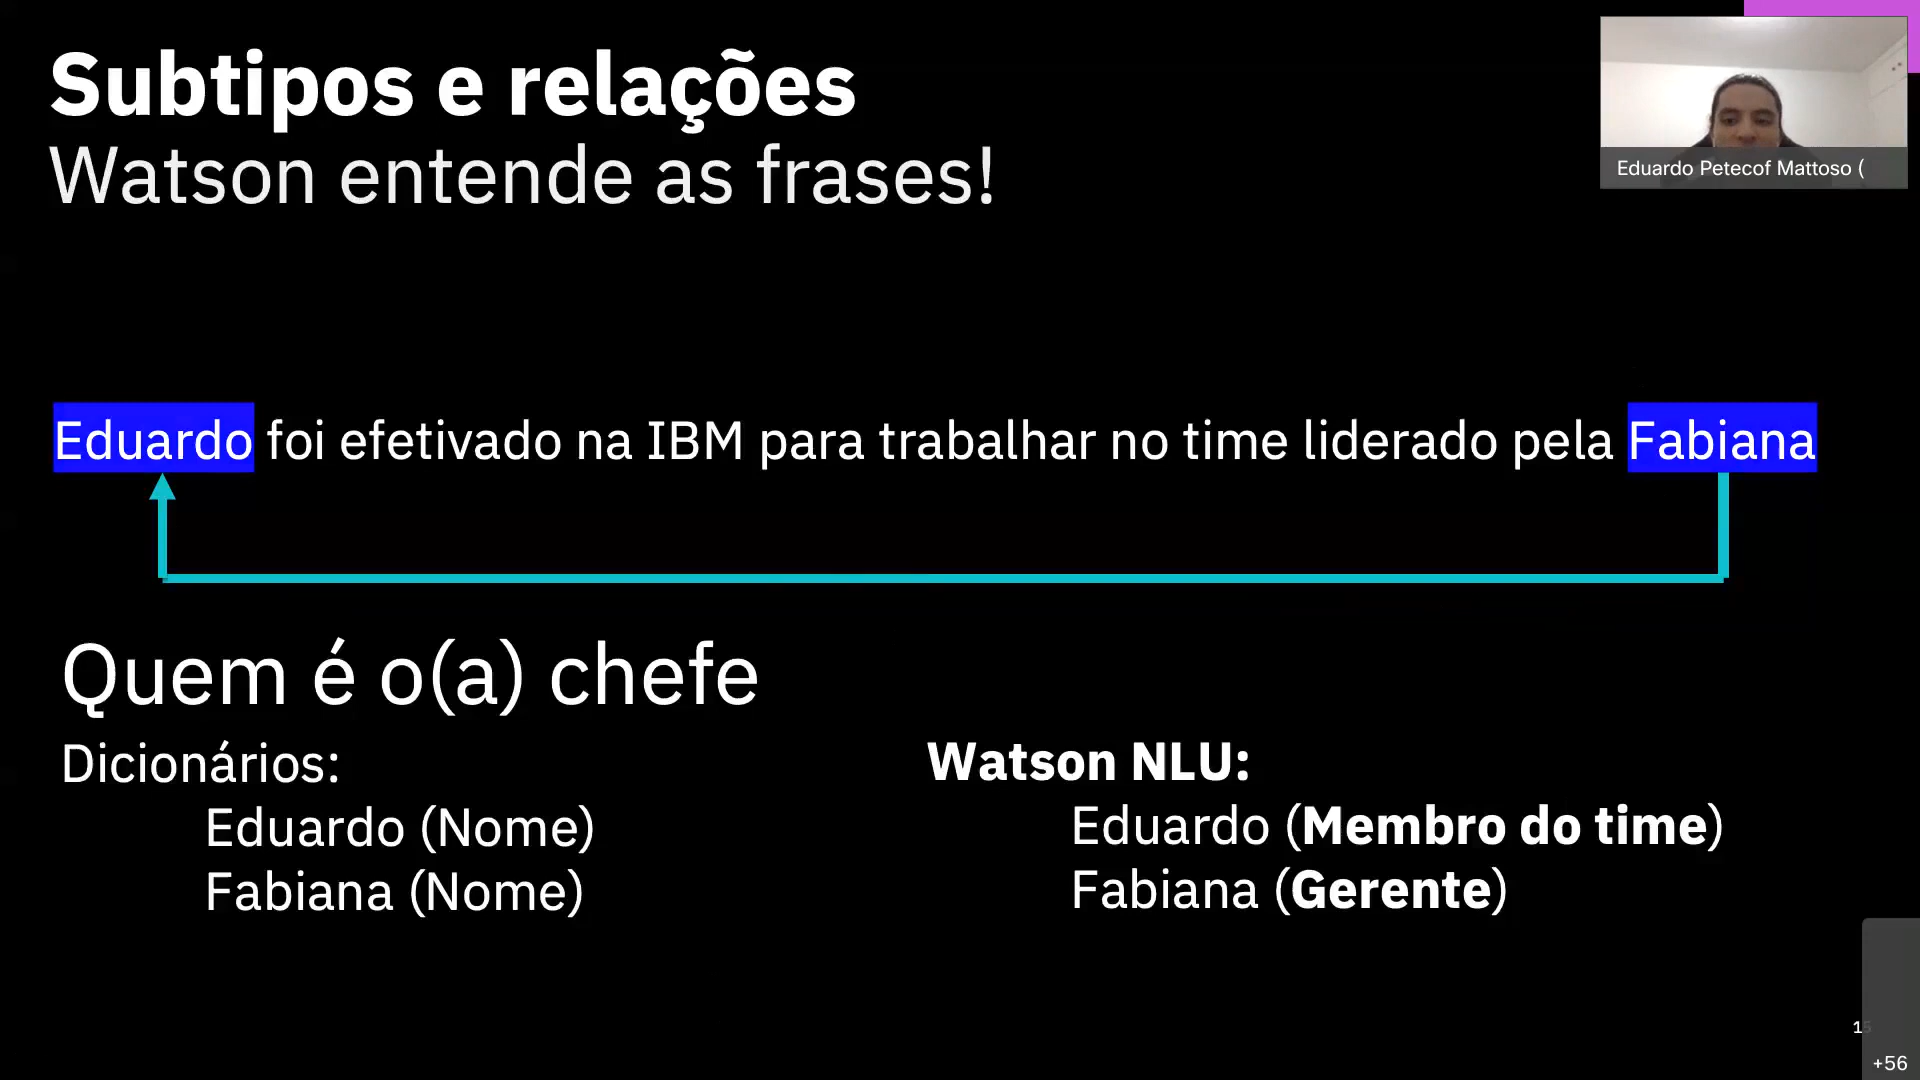 Subtipos e relações
Watson entende as frases!
Eduardo Petecof Mattoso (
Eduardo foi efetivado na IBM para trabalhar no time liderado pela Fabiana
Quem é o(a) chefe
Dicionários:
Eduardo (Nome)
Fabiana (Nome)
Watson NLU:
Eduardo (Membro do time)
Fabiana (Gerente)
15
+56